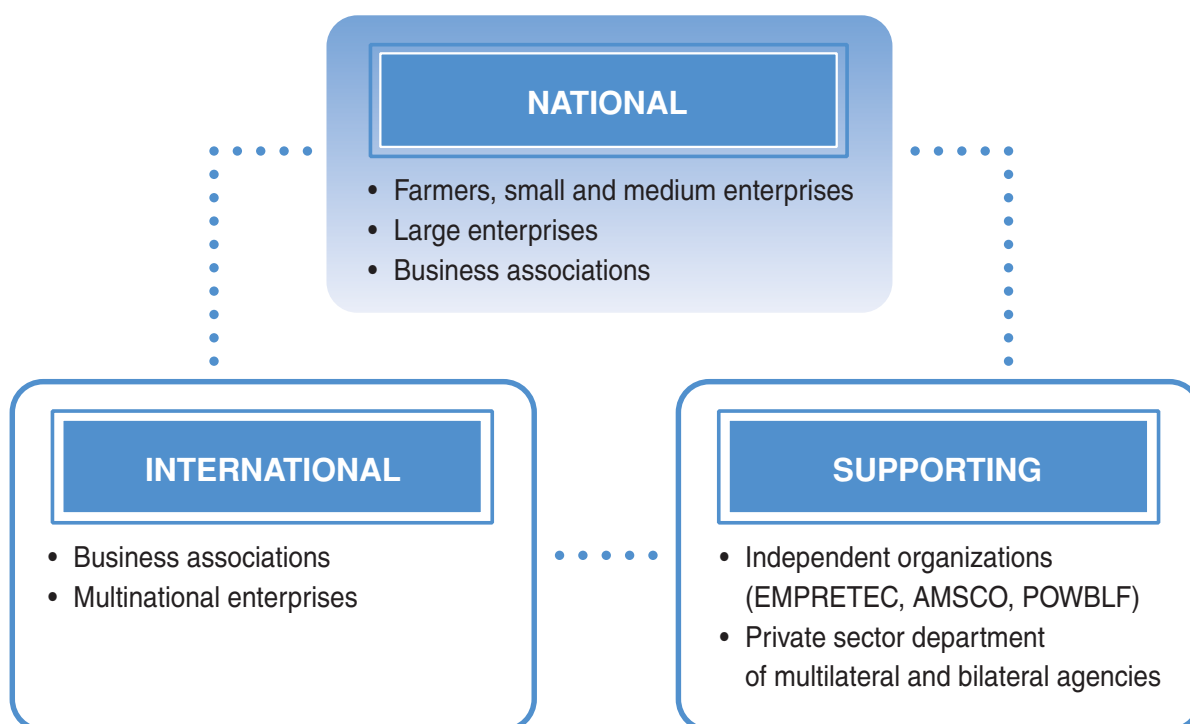 NATIONAL
• Farmers, small and medium enterprises
• Large enterprises
• Business associations
INTERNATIONAL
• Business associations
• Multinational enterprises
SUPPORTING
• Independent organizations
(EMPRETEC, AMSCO, POWBLF)
• Private sector department
of multilateral and bilateral agencies